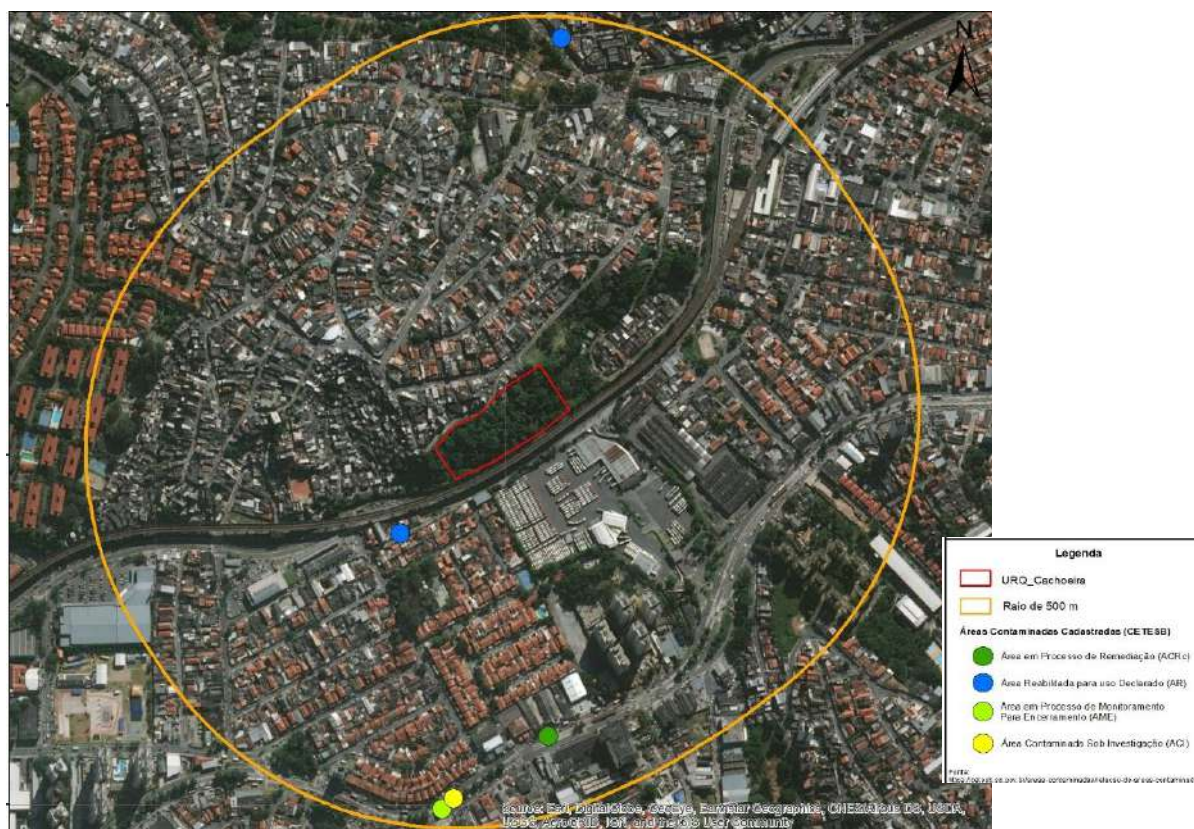 N
Source: Esri, DigitalGlobe, GeoEye, Earthstar Geographics, CNES/Airbus DS, USDA,
USGS, AeroGRID, IGN, and the GIS User Community
Legenda
URQ_Cachoeira
Raio de 500 m
Áreas Contaminadas Cadastradas (CETESB)
Área em Processo de Remediação (ACRe)
Área Reabilitada para uso Declarado (AR)
Área em Processo de Monitoramento
Para Encerramento (AME)
Área Contaminada Sob Investigação (ACI)
Fonte: